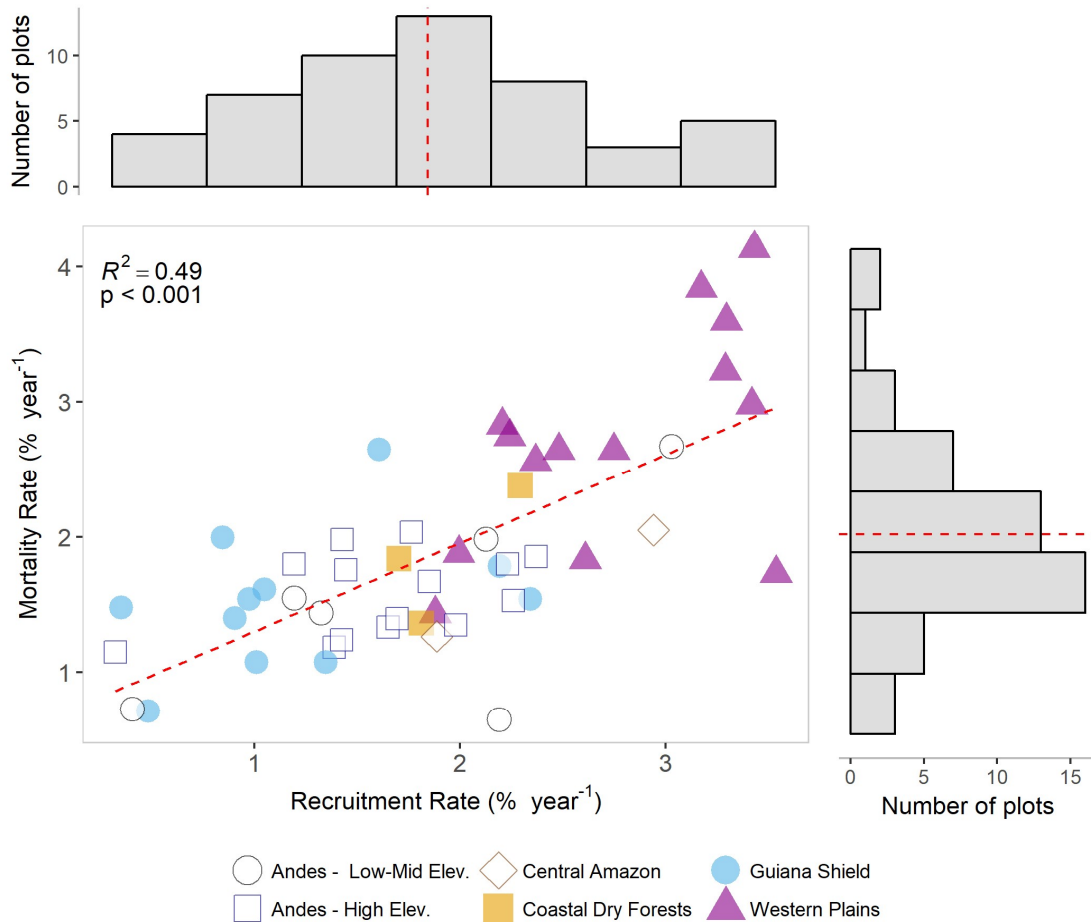 Number of plots
10
5
0
R² = 0.49
p < 0.001
Mortality Rate (% year⁻¹)
4
3
2
1
1 2 3
Recruitment Rate (% year⁻¹)
0 5 10 15
Number of plots
Andes - Low-Mid Elev. Central Amazon Guiana Shield
Andes - High Elev. Coastal Dry Forests Western Plains